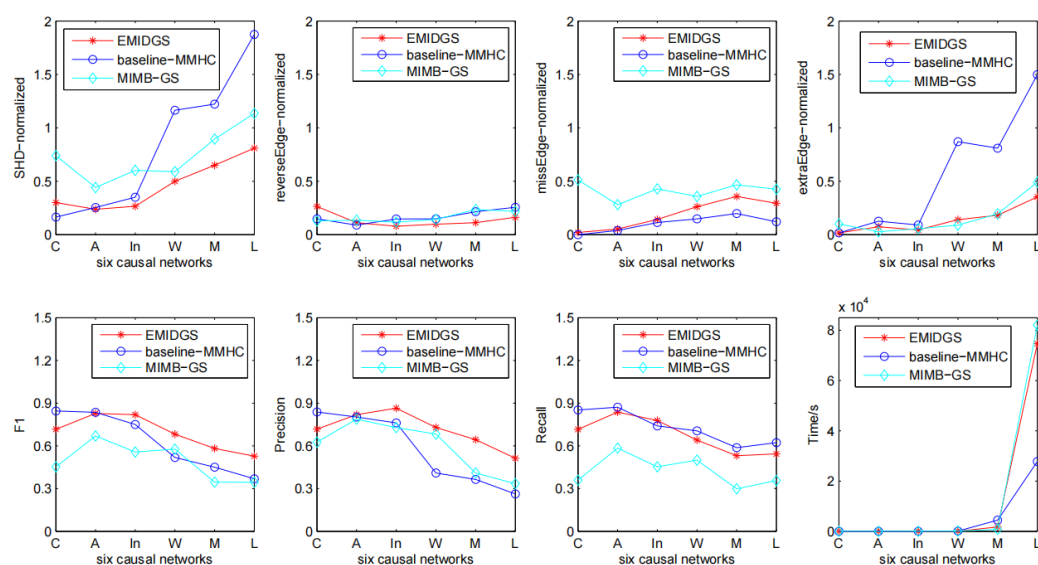 SHD-normalized
2
1.5
1
0.5
0
EMIDGS
baseline-MMHC
MIMB-GS
C A In W M L
six causal networks
reverseEdge-normalized
2
1.5
1
0.5
0
EMIDGS
baseline-MMHC
MIMB-GS
C A In W M L
six causal networks
missEdge-normalized
2
1.5
1
0.5
0
EMIDGS
baseline-MMHC
MIMB-GS
C A In W M L
six causal networks
extraEdge-normalized
2
1.5
1
0.5
0
EMIDGS
baseline-MMHC
MIMB-GS
C A In W M L
six causal networks
F1
1.5
1.2
0.9
0.6
0.3
0
EMIDGS
baseline-MMHC
MIMB-GS
C A In W M L
six causal networks
Precision
1.5
1.2
0.9
0.6
0.3
0
EMIDGS
baseline-MMHC
MIMB-GS
C A In W M L
six causal networks
Recall
1.5
1.2
0.9
0.6
0.3
0
EMIDGS
baseline-MMHC
MIMB-GS
C A In W M L
six causal networks
Time/s
x 10⁴
8
6
4
2
0
EMIDGS
baseline-MMHC
MIMB-GS
C A In W M L
six causal networks